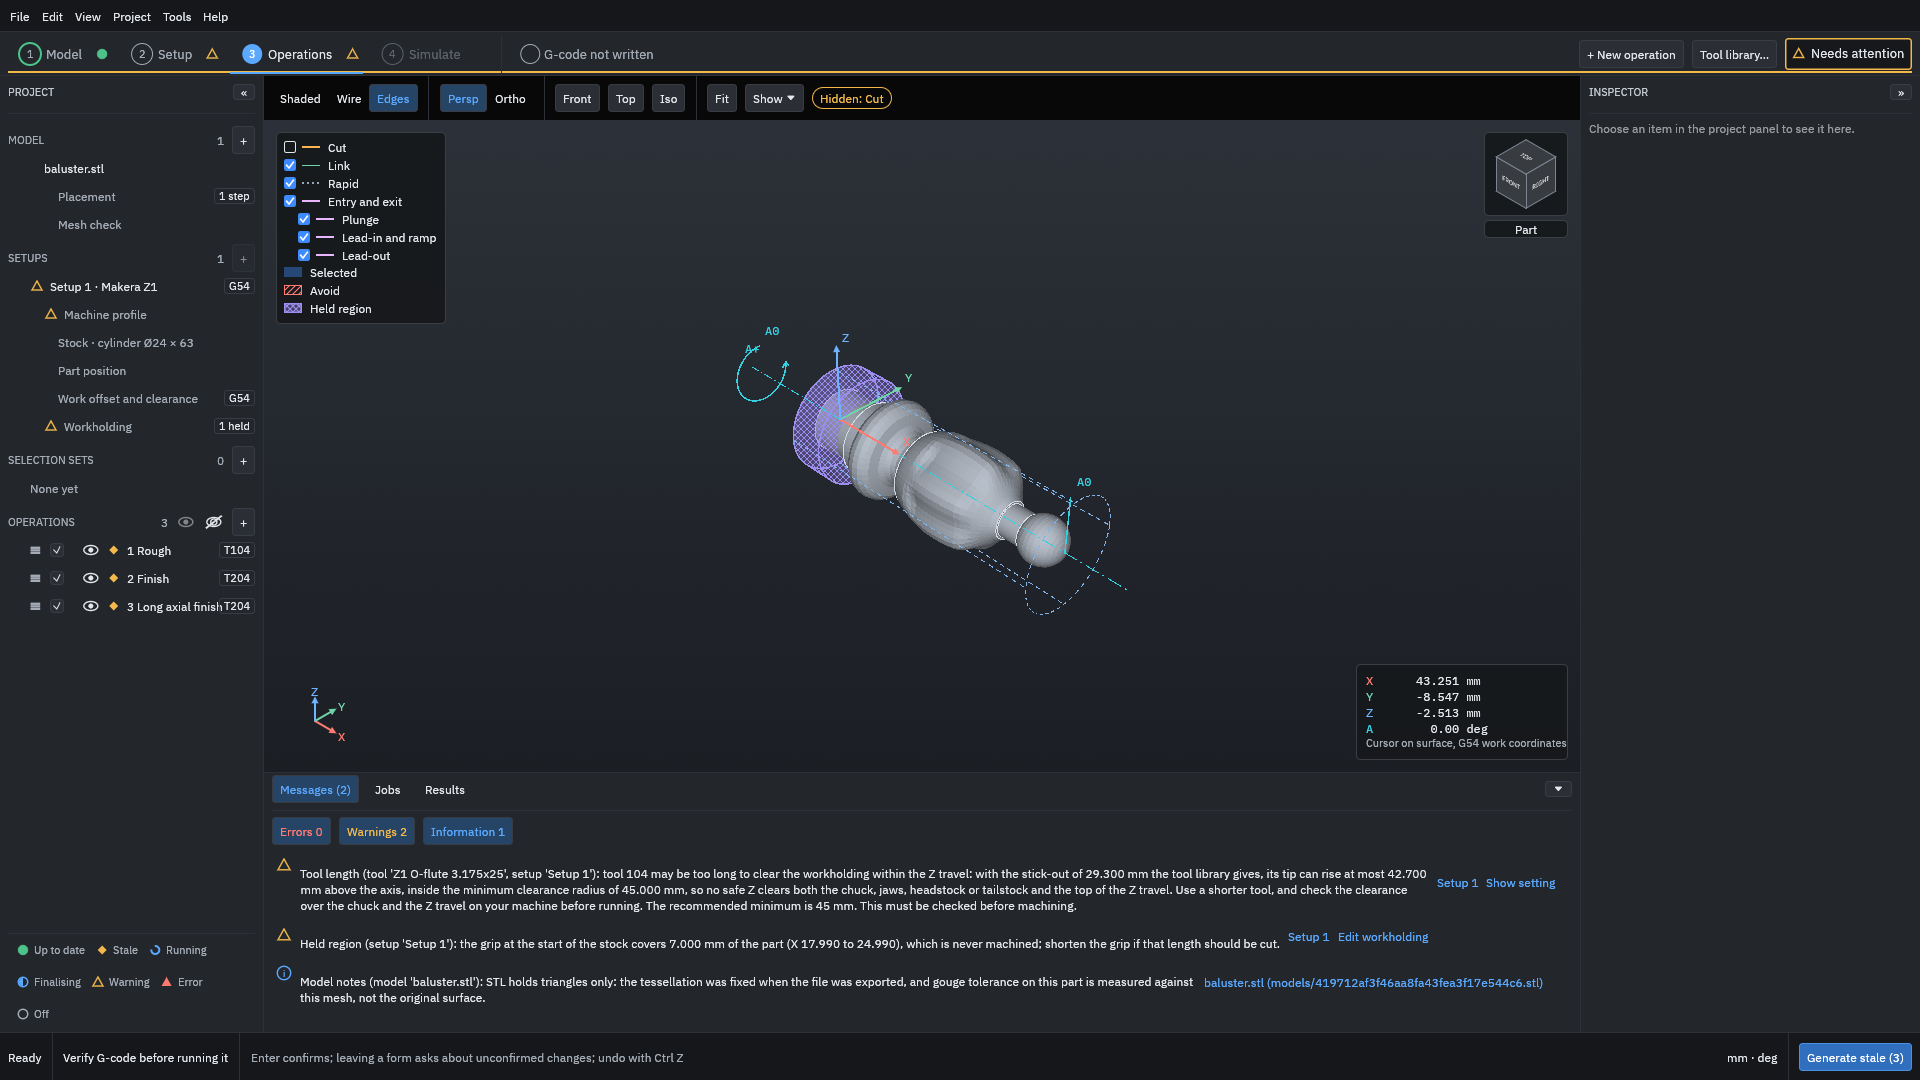 File Edit View Project Tools Help
1 Model 2 Setup 3 Operations 4 Simulate G-code not written + New operation Tool library... Needs attention
PROJECT «
Shaded Wire Edges Persp Ortho Front Top Iso Fit Show Hidden: Cut
INSPECTOR »
Choose an item in the project panel to see it here.
MODEL 1 +
baluster.stl
Placement 1 step
Mesh check
SETUPS 1 +
Setup 1 · Makera Z1 G54
Machine profile
Stock · cylinder Ø24 × 63
Part position
Work offset and clearance G54
Workholding 1 held
SELECTION SETS 0 +
None yet
OPERATIONS 3 +
1 Rough T104
2 Finish T204
3 Long axial finish T204
Cut
Link
Rapid
Entry and exit
Plunge
Lead-in and ramp
Lead-out
Selected
Avoid
Held region
TOP
FRONT RIGHT
Part
A0
A+
Z
Y
X
A0
Z
Y
X
X 43.251 mm
Y -8.547 mm
Z -2.513 mm
A 0.00 deg
Cursor on surface, G54 work coordinates
Messages (2) Jobs Results
Errors 0 Warnings 2 Information 1
Tool length (tool 'Z1 O-flute 3.175x25', setup 'Setup 1'): tool 104 may be too long to clear the workholding within the Z travel: with the stick-out of 29.300 mm the tool library gives, its tip can rise at most 42.700
mm above the axis, inside the minimum clearance radius of 45.000 mm, so no safe Z clears both the chuck, jaws, headstock or tailstock and the top of the Z travel. Use a shorter tool, and check the clearance
over the chuck and the Z travel on your machine before running. The recommended minimum is 45 mm. This must be checked before machining.
Setup 1 Show setting
Held region (setup 'Setup 1'): the grip at the start of the stock covers 7.000 mm of the part (X 17.990 to 24.990), which is never machined; shorten the grip if that length should be cut. Setup 1 Edit workholding
Model notes (model 'baluster.stl'): STL holds triangles only: the tessellation was fixed when the file was exported, and gouge tolerance on this part is measured against
this mesh, not the original surface.
baluster.stl (models/419712af3f46aa8fa43fea3f17e544c6.stl)
Up to date Stale Running
Finalising Warning Error
Off
Ready Verify G-code before running it Enter confirms; leaving a form asks about unconfirmed changes; undo with Ctrl Z mm · deg Generate stale (3)